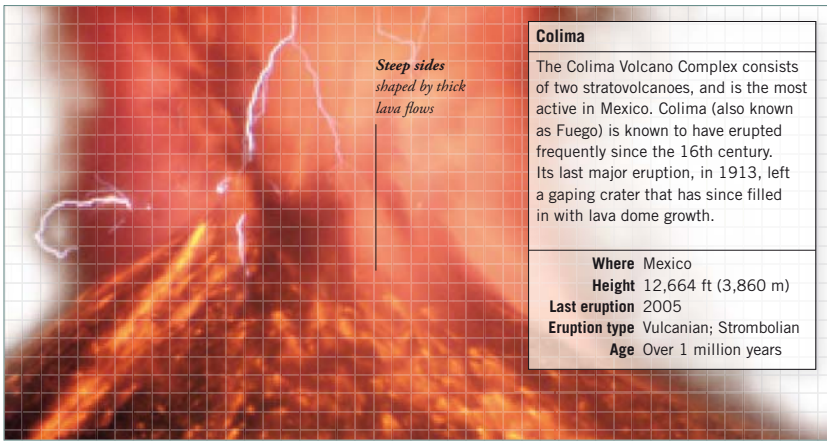 Steep sides
shaped by thick
lava flows
Colima
The Colima Volcano Complex consists
of two stratovolcanoes, and is the most
active in Mexico. Colima (also known
as Fuego) is known to have erupted
frequently since the 16th century.
Its last major eruption, in 1913, left
a gaping crater that has since filled
in with lava dome growth.
Where Mexico
Height 12,664 ft (3,860 m)
Last eruption 2005
Eruption type Vulcanian; Strombolian
Age Over 1 million years